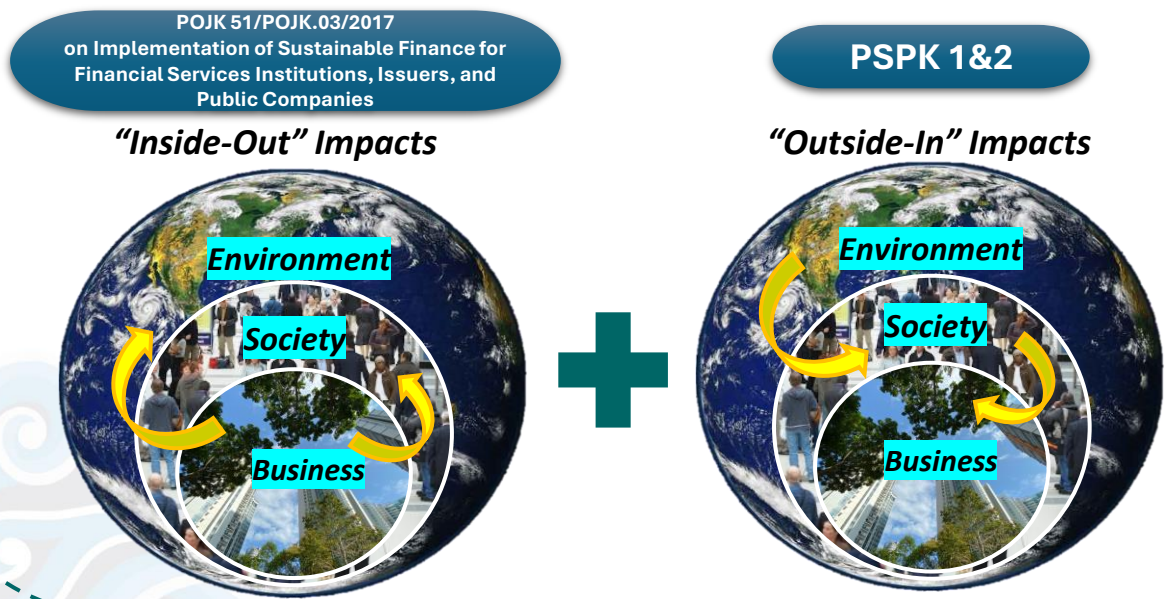 POJK 51/POJK.03/2017
on Implementation of Sustainable Finance for
Financial Services Institutions, Issuers, and
Public Companies
“Inside-Out” Impacts
Environment
Society
Business
PSPK 1&2
“Outside-In” Impacts
Environment
Society
Business